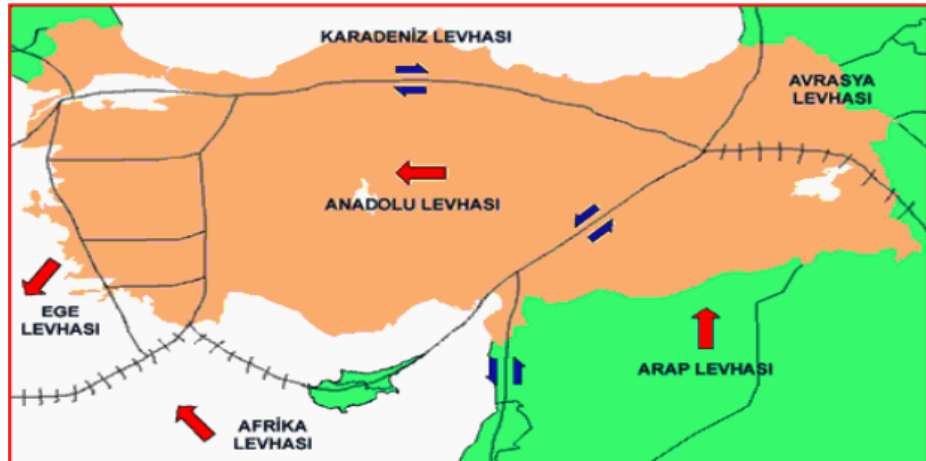 KARADENİZ LEVHASI
AVRASYA
LEVHASI
ANADOLU LEVHASI
EGE
LEVHASI
ARAP LEVHASI
AFRİKA
LEVHASI